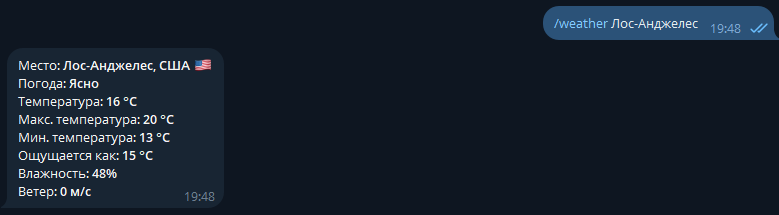 /weather Лос-Анджелес 19:48
Место: Лос-Анджелес, США 🇺🇸
Погода: Ясно
Температура: 16 °C
Макс. температура: 20 °C
Мин. температура: 13 °C
Ощущается как: 15 °C
Влажность: 48%
Ветер: 0 м/с 19:48